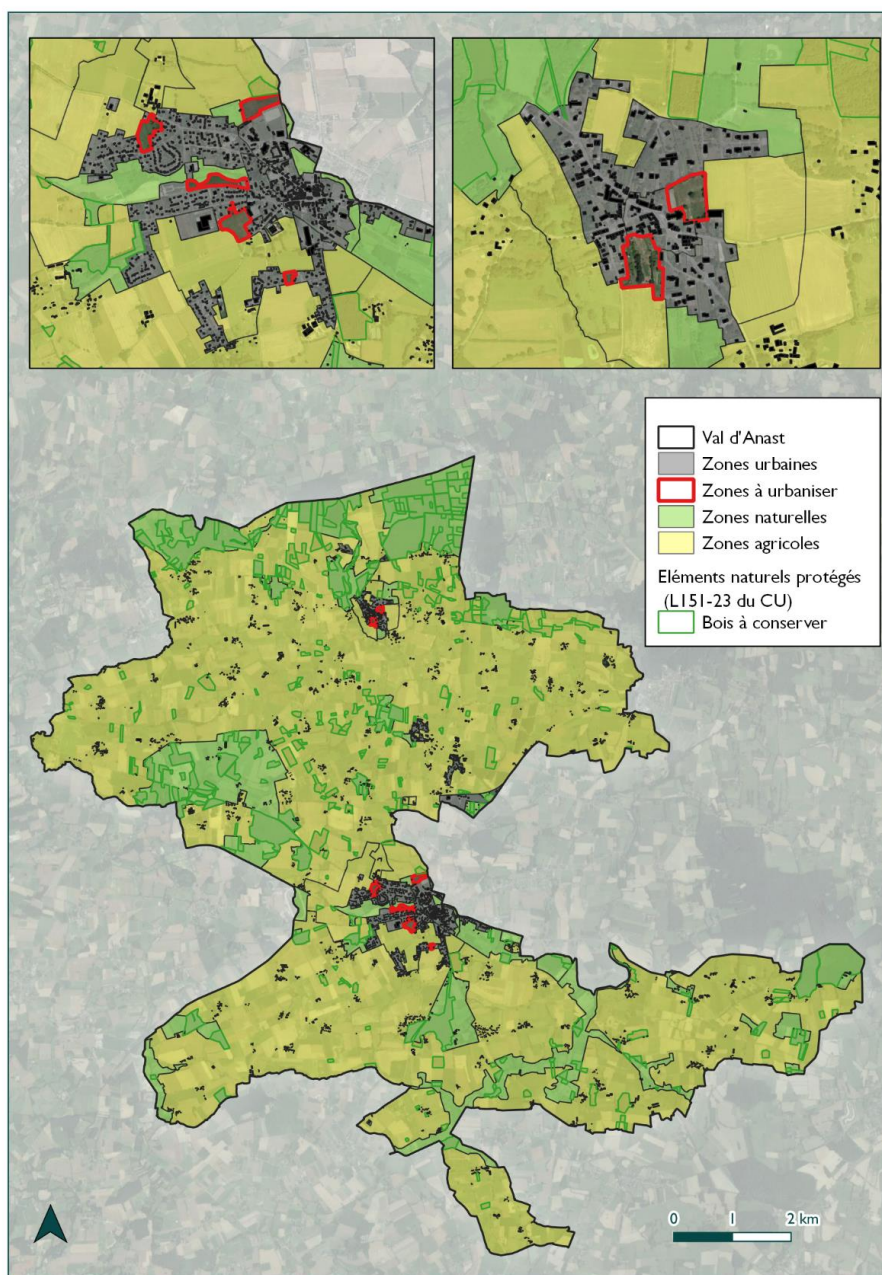 Val d'Anast
Zones urbaines
Zones à urbaniser
Zones naturelles
Zones agricoles
Eléments naturels protégés
(L151-23 du CU)
Bois à conserver
0 1 2 km